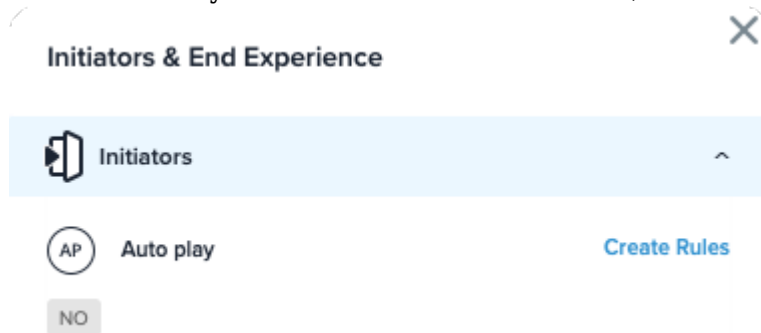 Initiators & End Experience
Initiators
AP Auto play Create Rules
NO